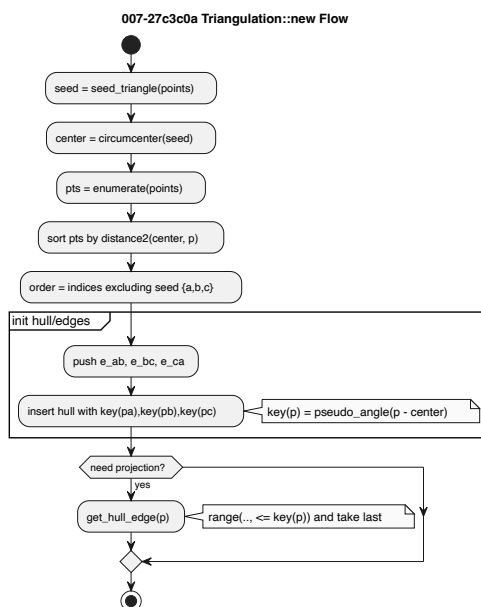 007-27c3c0a Triangulation::new Flow
seed = seed_triangle(points)
center = circumcenter(seed)
pts = enumerate(points)
sort pts by distance2(center, p)
order = indices excluding seed {a,b,c}
init hull/edges
push e_ab, e_bc, e_ca
insert hull with key(pa),key(pb),key(pc)
key(p) = pseudo_angle(p - center)
need projection?
yes
get_hull_edge(p)
range(.., <= key(p)) and take last